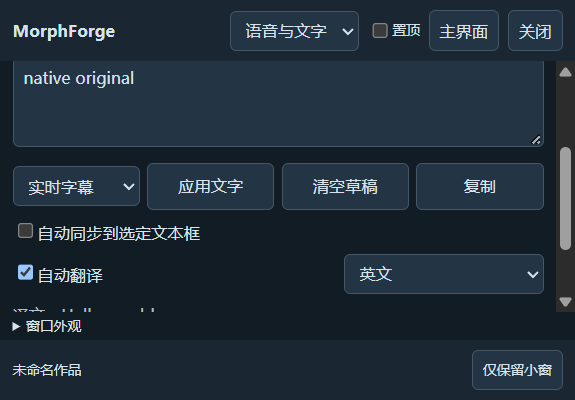 MorphForge
语音与文字
置顶
主界面
关闭
native original
实时字幕
应用文字
清空草稿
复制
自动同步到选定文本框
自动翻译
英文
窗口外观
未命名作品
仅保留小窗